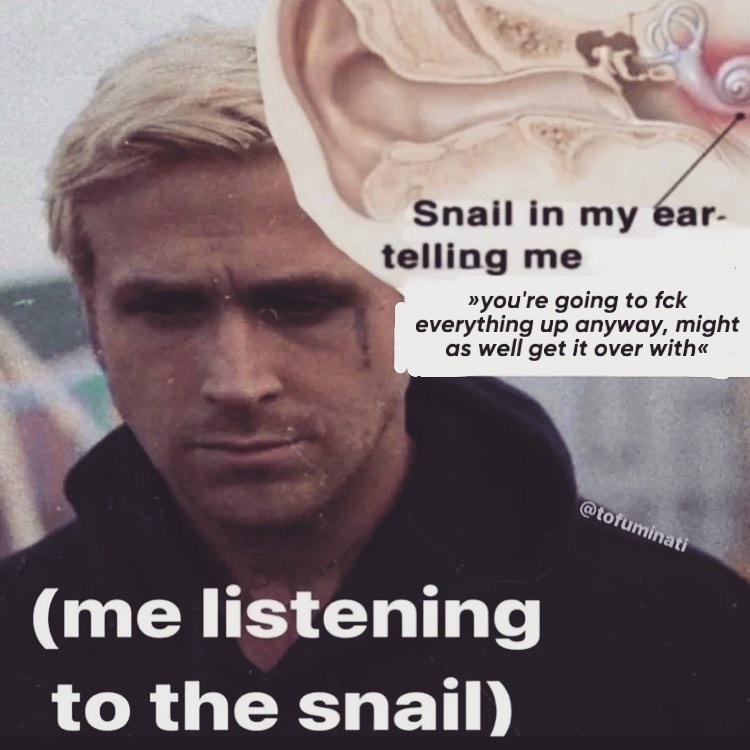 Snail in my ear-
telling me
»you're going to fck
everything up anyway, might
as well get it over with«
@tofuminati
(me listening
to the snail)